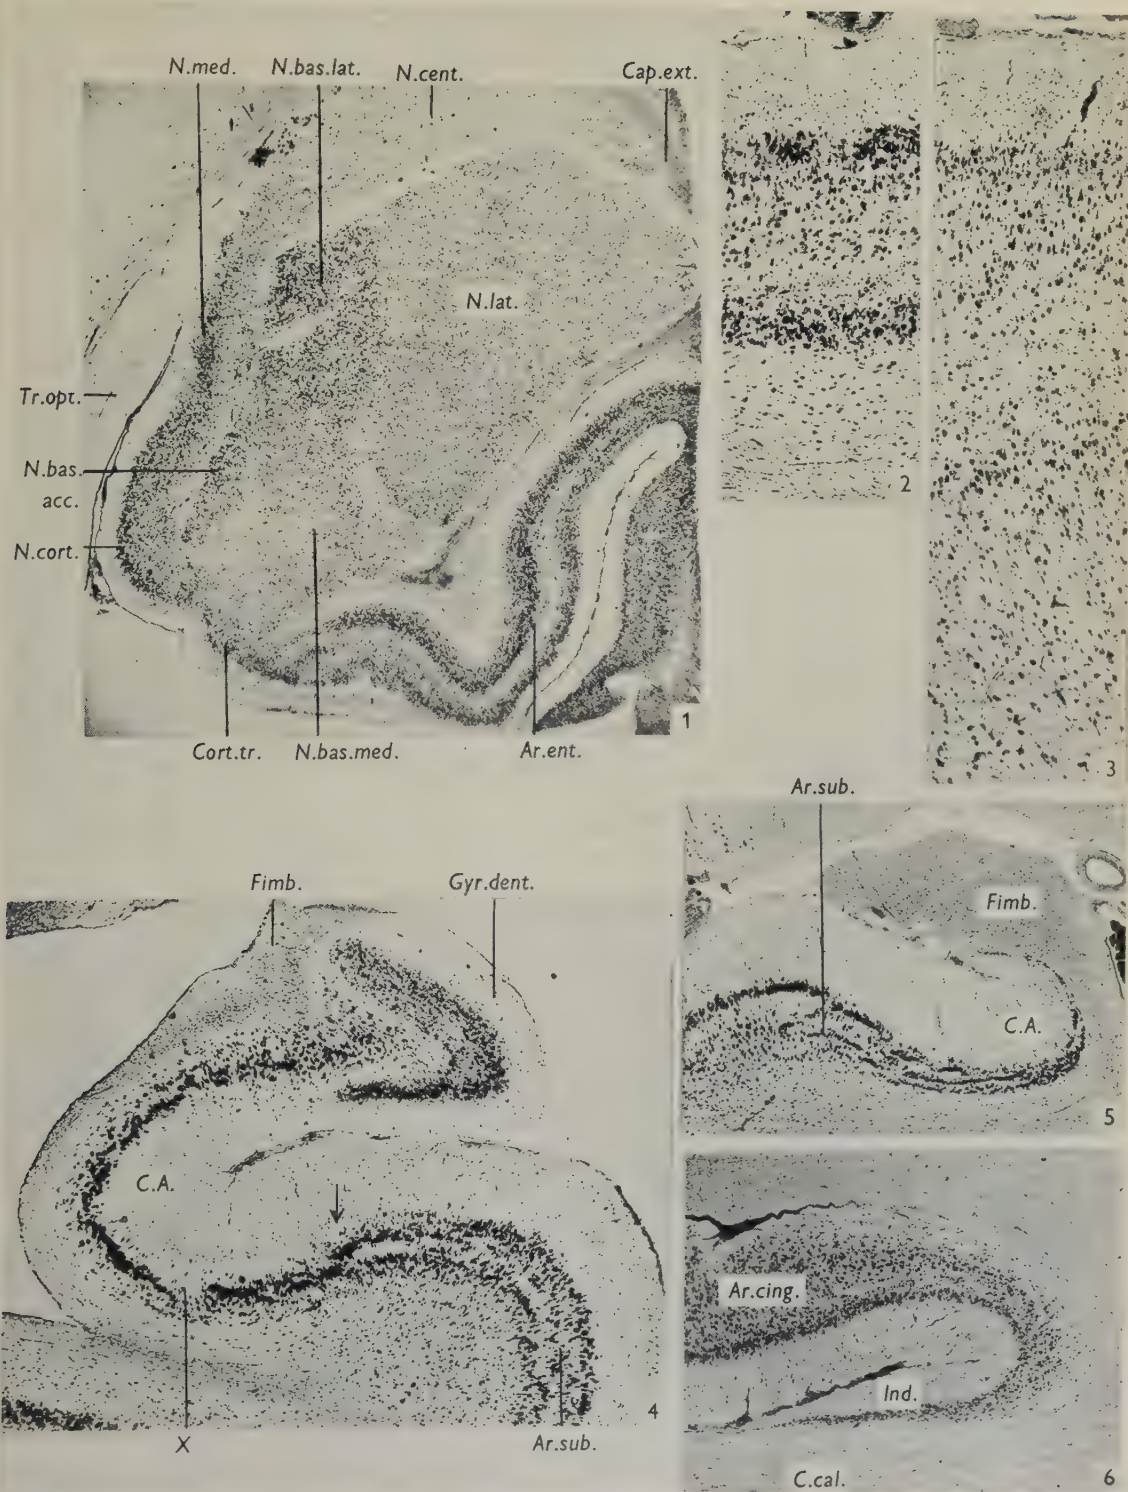 N.med. N.bas.lat. N.cent. Cap.ext.
N.lat.
Tr.opt.
N.bas.
acc.
N.cort.
Cort.tr. N.bas.med. Ar.ent.
1
2
3
Fimb. Gyr.dent.
C.A.
X
Ar.sub.
4
Ar.sub.
Fimb.
C.A.
5
Ar.cing.
Ind.
C.cal.
6